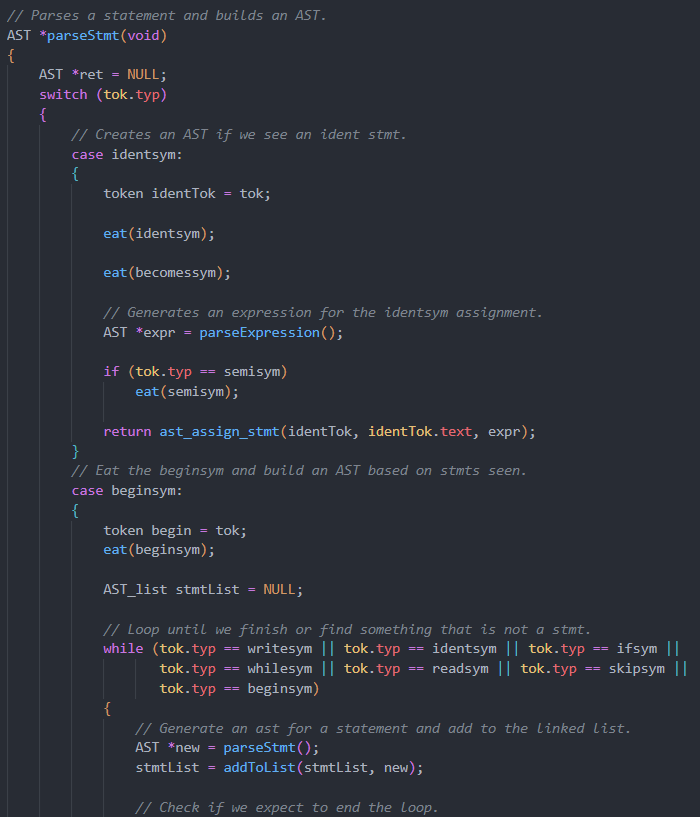 // Parses a statement and builds an AST.
AST *parseStmt(void)
{
    AST *ret = NULL;
    switch (tok.typ)
    {
        // Creates an AST if we see an ident stmt.
        case identsym:
        {
            token identTok = tok;

            eat(identsym);

            eat(becomessym);

            // Generates an expression for the identsym assignment.
            AST *expr = parseExpression();

            if (tok.typ == semisym)
                eat(semisym);

            return ast_assign_stmt(identTok, identTok.text, expr);
        }
        // Eat the beginsym and build an AST based on stmts seen.
        case beginsym:
        {
            token begin = tok;
            eat(beginsym);

            AST_list stmtList = NULL;

            // Loop until we finish or find something that is not a stmt.
            while (tok.typ == writesym || tok.typ == identsym || tok.typ == ifsym ||
                   tok.typ == whilesym || tok.typ == readsym || tok.typ == skipsym ||
                   tok.typ == beginsym)
            {
                // Generate an ast for a statement and add to the linked list.
                AST *new = parseStmt();
                stmtList = addToList(stmtList, new);

                // Check if we expect to end the loop.